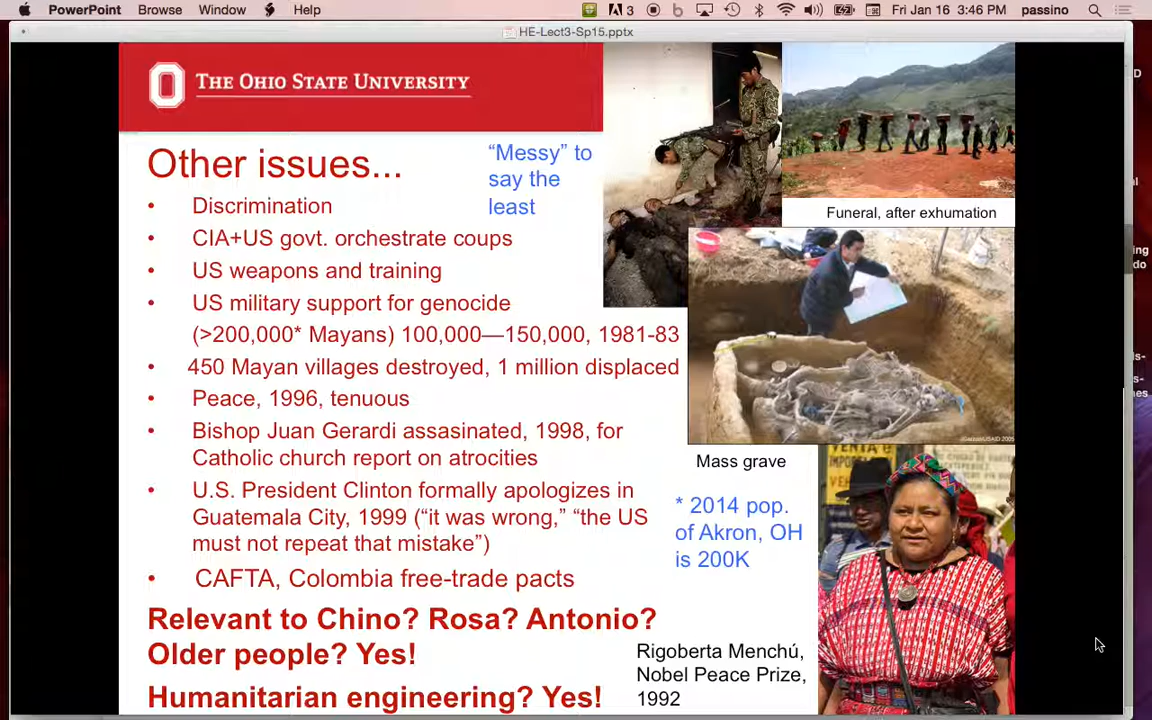 PowerPoint Browse Window Help
3
Fri Jan 16 3:46 PM passino
HE-Lect3-Sp15.pptx
THE OHIO STATE UNIVERSITY
Other issues...
"Messy" to
say the
least
• Discrimination
• CIA+US govt. orchestrate coups
• US weapons and training
• US military support for genocide
(>200,000* Mayans) 100,000—150,000, 1981-83
• 450 Mayan villages destroyed, 1 million displaced
• Peace, 1996, tenuous
• Bishop Juan Gerardi assasinated, 1998, for
Catholic church report on atrocities
• U.S. President Clinton formally apologizes in
Guatemala City, 1999 ("it was wrong," "the US
must not repeat that mistake")
• CAFTA, Colombia free-trade pacts
Relevant to Chino? Rosa? Antonio?
Older people? Yes!
Humanitarian engineering? Yes!
Funeral, after exhumation
Mass grave
* 2014 pop.
of Akron, OH
is 200K
VENTA
Rigoberta Menchú,
Nobel Peace Prize,
1992